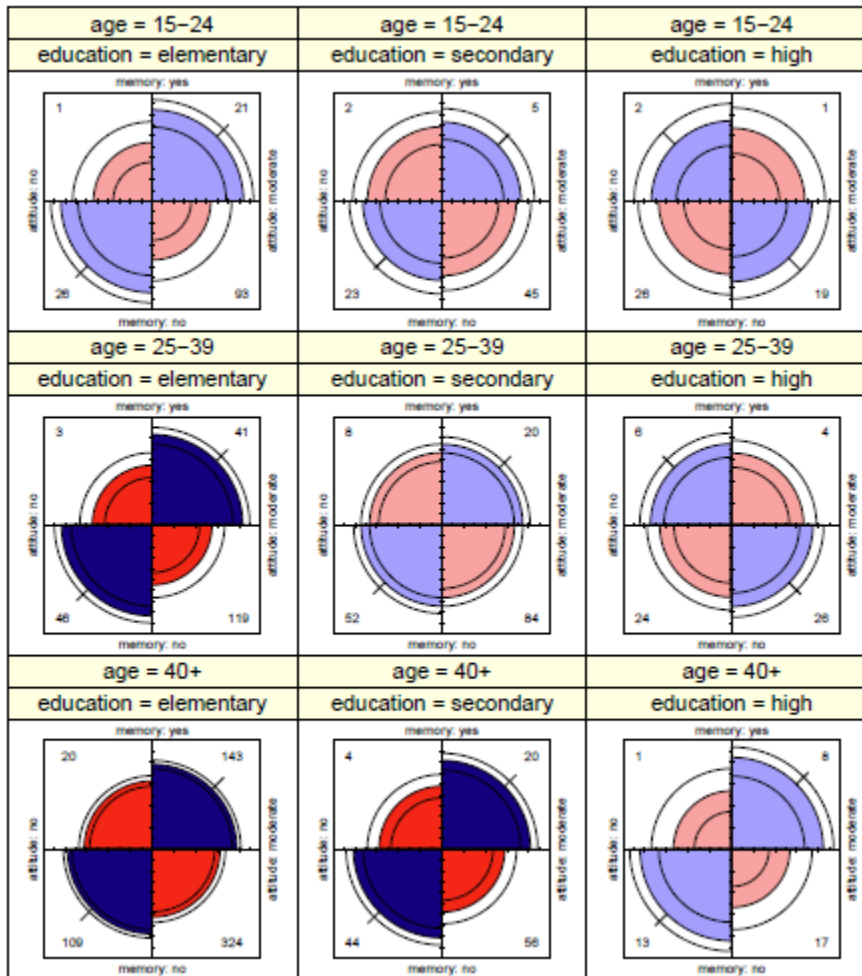 age = 15−24 age = 15−24 age = 15−24
education = elementary education = secondary education = high
memory: yes memory: yes memory: yes
1 21 2 5 2 1
attitude: no attitude: moderate attitude: no attitude: moderate attitude: no attitude: moderate
26 93 23 45 26 19
memory: no memory: no memory: no
age = 25−39 age = 25−39 age = 25−39
education = elementary education = secondary education = high
memory: yes memory: yes memory: yes
3 41 8 20 6 4
attitude: no attitude: moderate attitude: no attitude: moderate attitude: no attitude: moderate
46 119 52 84 24 26
memory: no memory: no memory: no
age = 40+ age = 40+ age = 40+
education = elementary education = secondary education = high
memory: yes memory: yes memory: yes
20 143 4 20 1 8
attitude: no attitude: moderate attitude: no attitude: moderate attitude: no attitude: moderate
109 324 44 56 13 17
memory: no memory: no memory: no